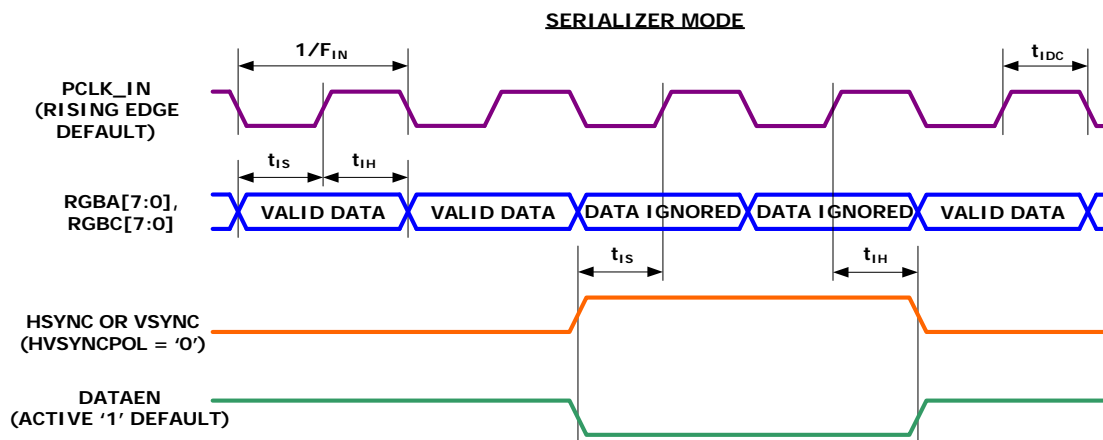 SERIALIZER MODE
1/FIN
tIDC
PCLK_IN
(RISING EDGE
DEFAULT)
tIS
tIH
RGBA[7:0],
RGBC[7:0]
VALID DATA
VALID DATA
DATA IGNORED
DATA IGNORED
VALID DATA
tIS
tIH
HSYNC OR VSYNC
(HVSYNCPOL = ‘0’)
DATAEN
(ACTIVE ‘1’ DEFAULT)